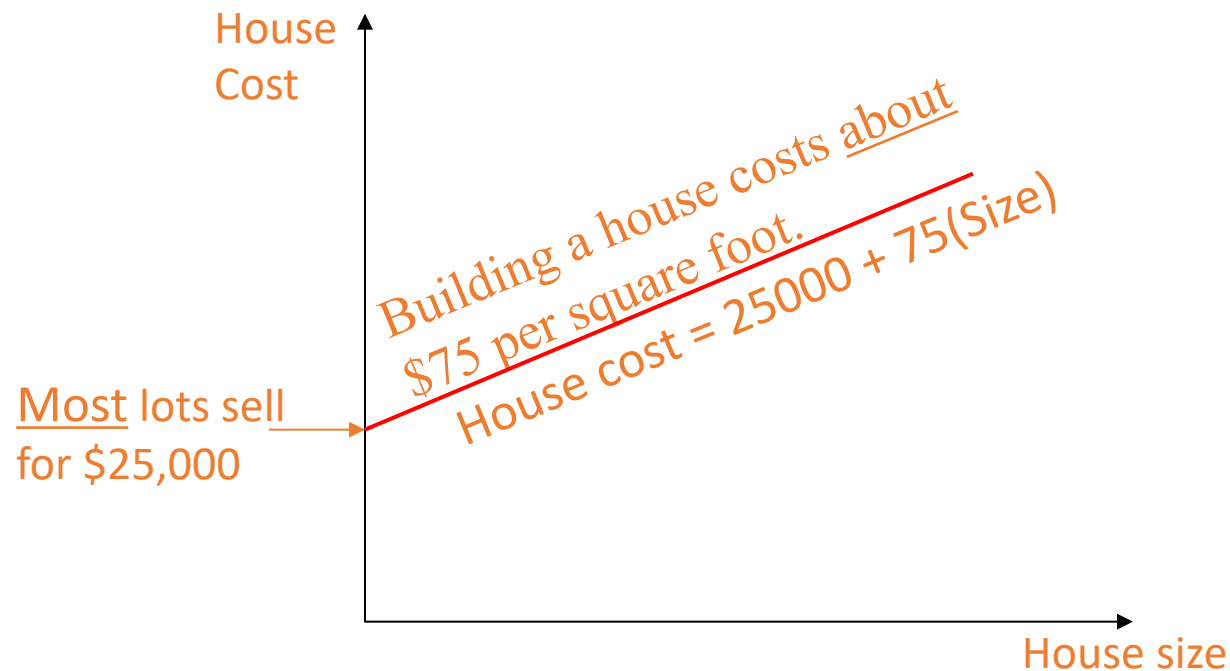 House
Cost
Building a house costs about
$75 per square foot.
House cost = 25000 + 75(Size)
Most lots sell
for $25,000
House size